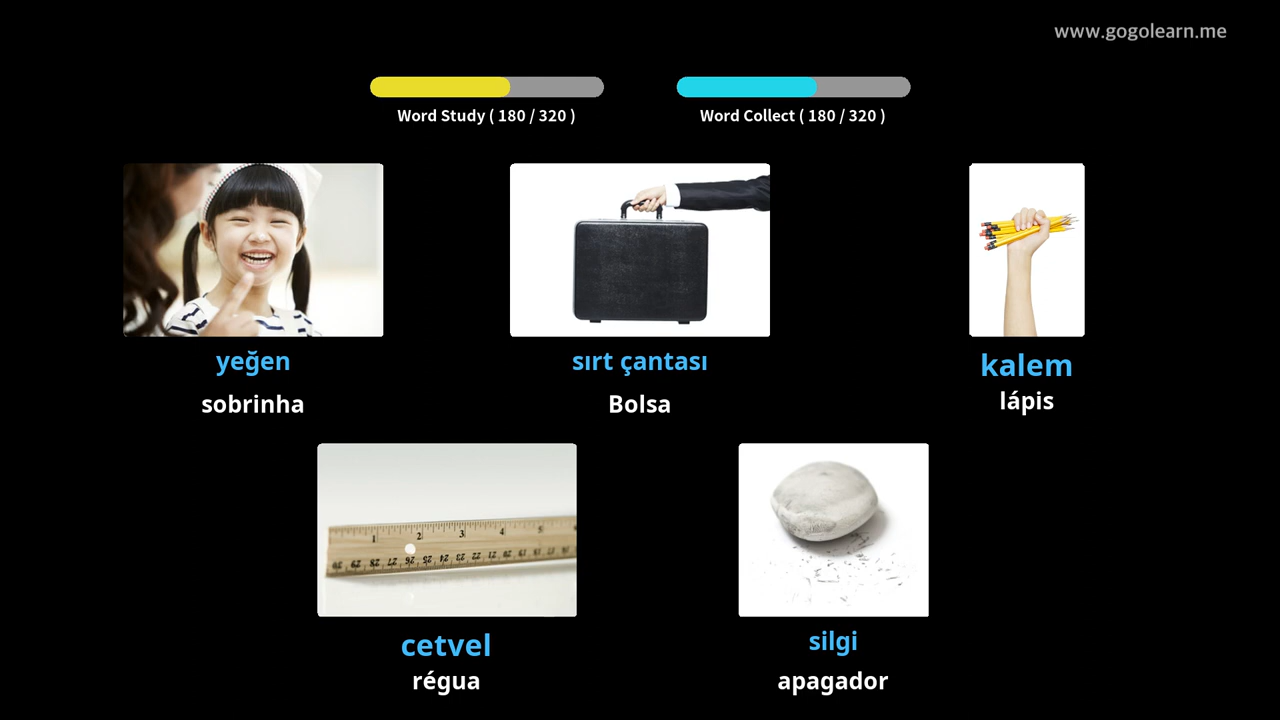 www.gogolearn.me
Word Study ( 180 / 320 )
Word Collect ( 180 / 320 )
yeğen
sobrinha
sırt çantası
Bolsa
kalem
lápis
cetvel
régua
silgi
apagador